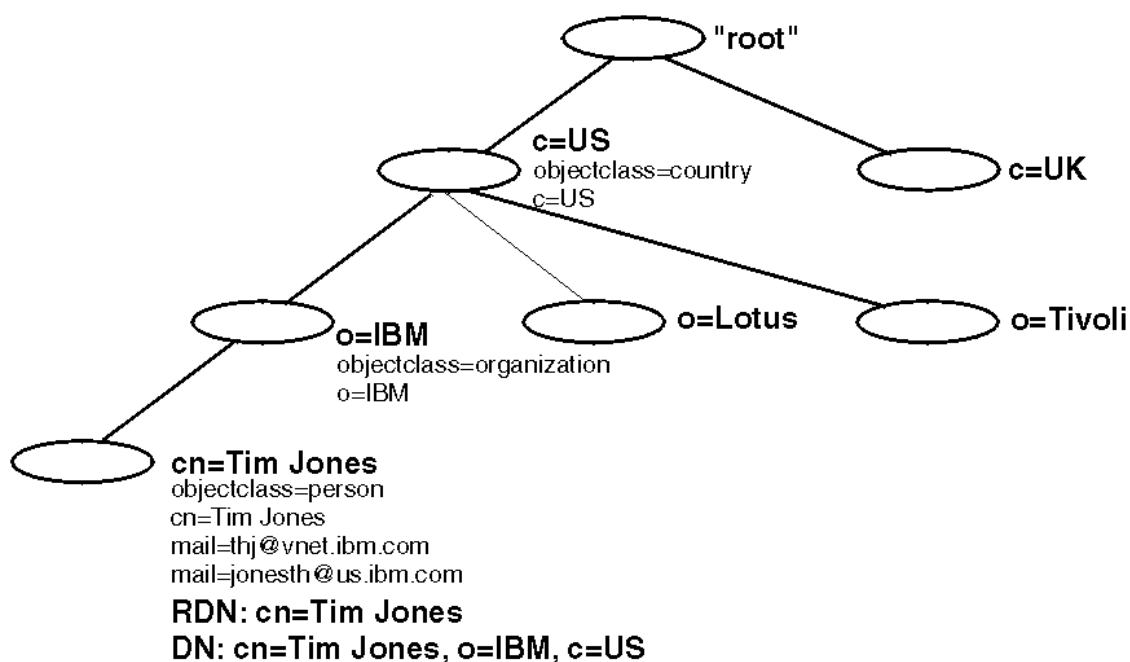 "root"
c=US
objectclass=country
c=US
c=UK
o=IBM
objectclass=organization
o=IBM
o=Lotus
o=Tivoli
cn=Tim Jones
objectclass=person
cn=Tim Jones
mail=thj@vnet.ibm.com
mail=jonesth@us.ibm.com
RDN: cn=Tim Jones
DN: cn=Tim Jones, o=IBM, c=US